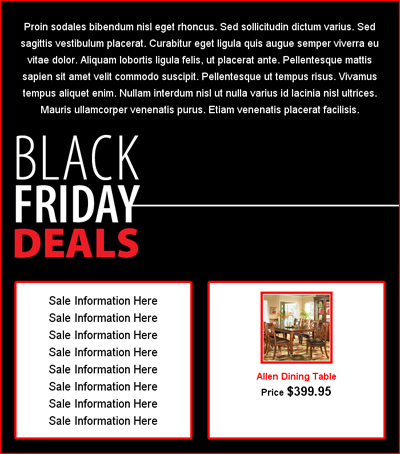 Proin sodales bibendum nisl eget rhoncus. Sed sollicitudin dictum varius. Sed
sagittis vestibulum placerat. Curabitur eget ligula quis augue semper viverra eu
vitae dolor. Aliquam lobortis ligula felis, ut placerat ante. Pellentesque mattis
sapien sit amet velit commodo suscipit. Pellentesque ut tempus risus. Vivamus
tempus aliquet enim. Nullam interdum nisl ut nulla varius id lacinia nisl ultrices.
Mauris ullamcorper venenatis purus. Etiam venenatis placerat facilisis.
BLACK
FRIDAY
DEALS
Sale Information Here
Sale Information Here
Sale Information Here
Sale Information Here
Sale Information Here
Sale Information Here
Sale Information Here
Sale Information Here
Allen Dining Table
Price $399.95